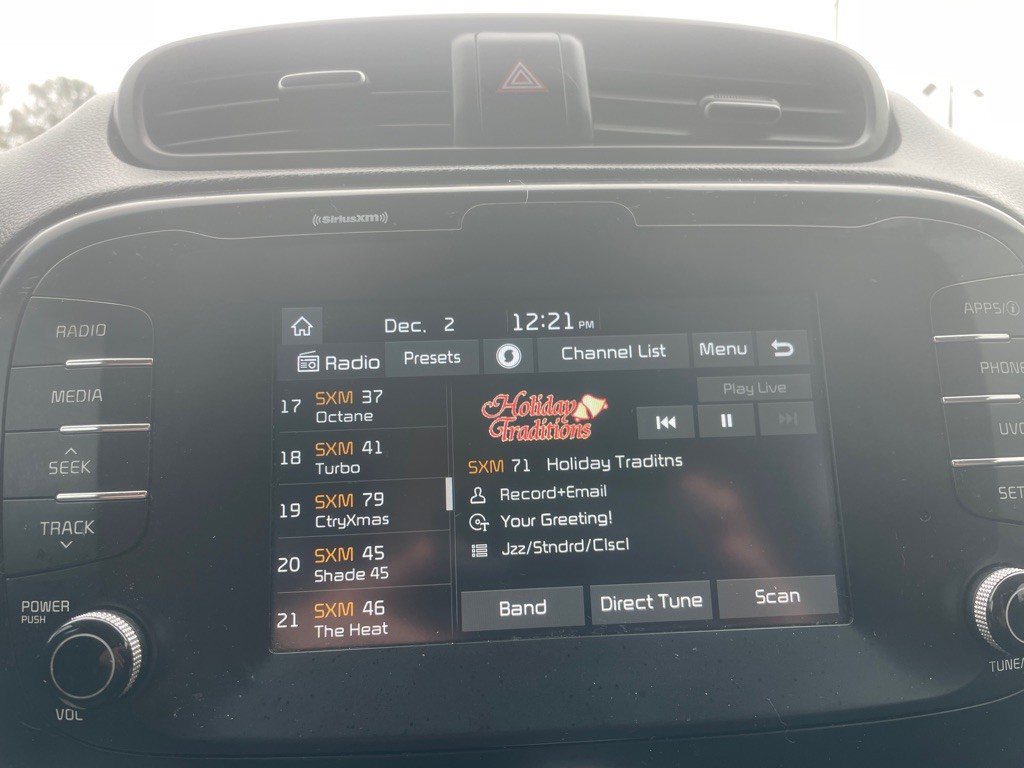 ((SiriusXM))
RADIO
MEDIA
SEEK
TRACK
POWER
PUSH
VOL
Dec. 2
12:21 PM
Radio
Presets
Channel List
Menu
17 SXM 37
Octane
18 SXM 41
Turbo
19 SXM 79
CtryXmas
20 SXM 45
Shade 45
21 SXM 46
The Heat
Play Live
Holiday
Traditions
SXM 71 Holiday Traditns
Record+Email
Your Greeting!
Jzz/Stndrd/Clscl
Band
Direct Tune
Scan
APPS/
PHONE
UVO
SET
TUNE/